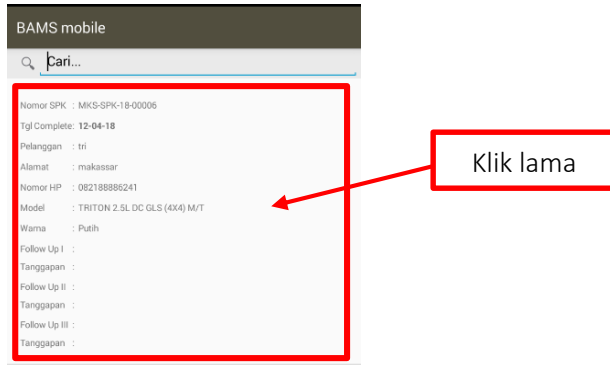 BAMS mobile
Cari...
Nomor SPK : MKS-SPK-18-00006
Tgl Complete: 12-04-18
Pelanggan : tri
Alamat : makassar
Nomor HP : 082188886241
Model : TRITON 2.5L DC GLS (4X4) M/T
Warna : Putih
Follow Up I :
Tanggapan :
Follow Up II :
Tanggapan :
Follow Up III :
Tanggapan :
Klik lama